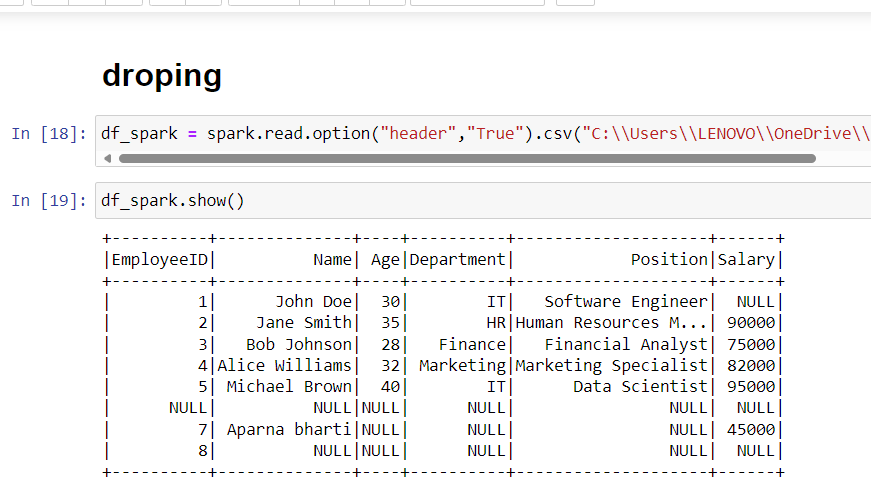 droping
In [18]: df_spark = spark.read.option("header","True").csv("C:\\Users\\LENOVO\\OneDrive\\
In [19]: df_spark.show()
+----------+--------------+----+----------+--------------------+------+
|EmployeeID|          Name| Age|Department|            Position|Salary|
+----------+--------------+----+----------+--------------------+------+
|         1|      John Doe|  30|        IT|   Software Engineer|  NULL|
|         2|    Jane Smith|  35|        HR|Human Resources M...| 90000|
|         3|   Bob Johnson|  28|   Finance|   Financial Analyst| 75000|
|         4|Alice Williams|  32| Marketing|Marketing Specialist| 82000|
|         5| Michael Brown|  40|        IT|      Data Scientist| 95000|
|      NULL|          NULL|NULL|      NULL|                NULL|  NULL|
|         7| Aparna bharti|NULL|      NULL|                NULL| 45000|
|         8|          NULL|NULL|      NULL|                NULL|  NULL|
+----------+--------------+----+----------+--------------------+------+